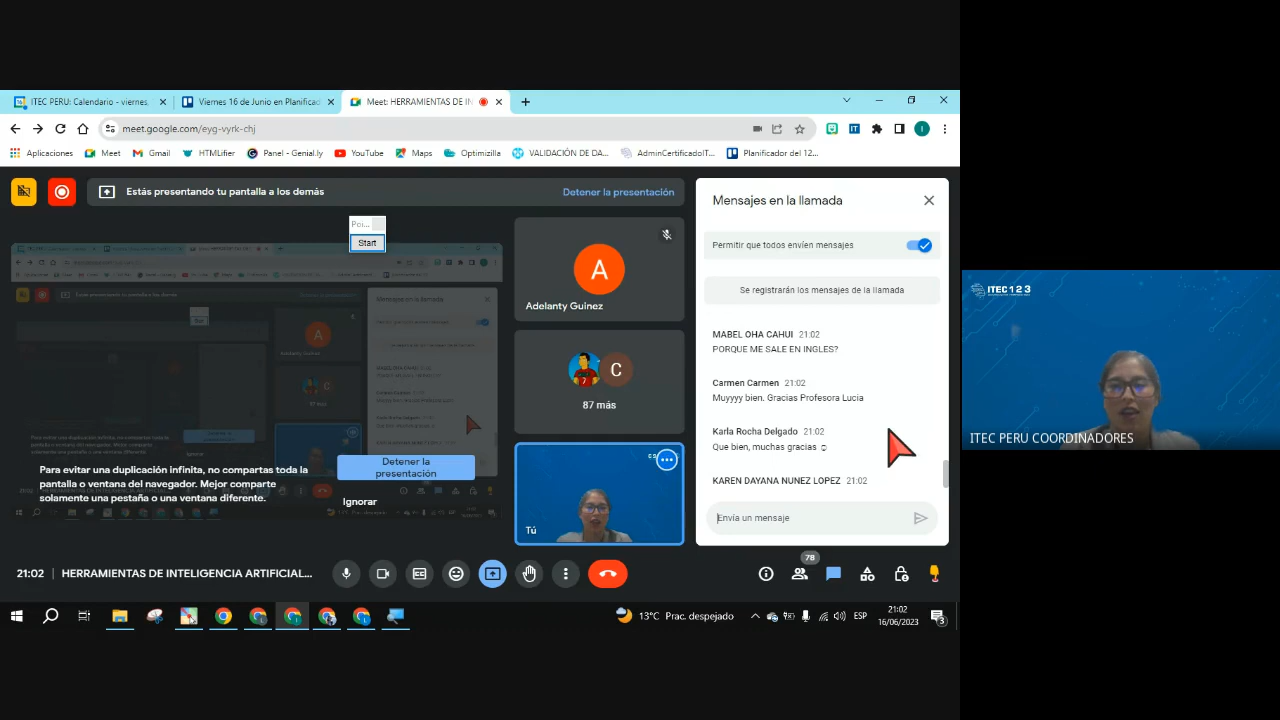 ITEC PERU: Calendario - viernes,
Viernes 16 de Junio en Planificad
Meet: HERRAMIENTAS DE IN
meet.google.com/eyg-vyrk-chj
Aplicaciones
Meet
Gmail
HTMLifier
Panel - Genial.ly
YouTube
Maps
Optimizilla
VALIDACIÓN DE DA...
AdminCertificadoIT...
Planificador del 12...
Estás presentando tu pantalla a los demás
Detener la presentación
Poi...
Start
A
Adelanty Guinez
C
87 más
Tú
Para evitar una duplicación infinita, no compartas toda la
pantalla o ventana del navegador. Mejor comparte
solamente una pestaña o una ventana diferente.
Detener la
presentación
Ignorar
Mensajes en la llamada
Permitir que todos envíen mensajes
Se registrarán los mensajes de la llamada
MABEL OHA CAHUI 21:02
PORQUE ME SALE EN INGLES?
Carmen Carmen 21:02
Muyyyy bien. Gracias Profesora Lucia
Karla Rocha Delgado 21:02
Que bien, muchas gracias ☺
KAREN DAYANA NUNEZ LOPEZ 21:02
Envía un mensaje
21:02 HERRAMIENTAS DE INTELIGENCIA ARTIFICIAL...
78
13°C Prac. despejado
ESP
21:02
16/06/2023
3
ITEC 1 2 3
ITEC PERU COORDINADORES